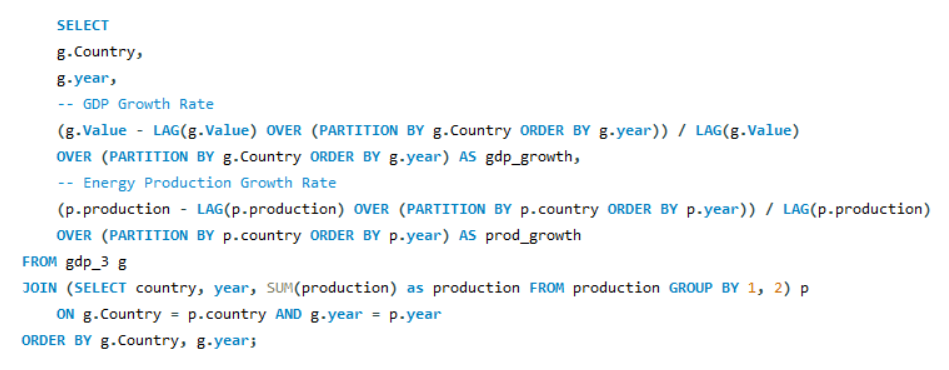 SELECT
g.Country,
g.year,
-- GDP Growth Rate
(g.Value - LAG(g.Value) OVER (PARTITION BY g.Country ORDER BY g.year)) / LAG(g.Value)
OVER (PARTITION BY g.Country ORDER BY g.year) AS gdp_growth,
-- Energy Production Growth Rate
(p.production - LAG(p.production) OVER (PARTITION BY p.country ORDER BY p.year)) / LAG(p.production)
OVER (PARTITION BY p.country ORDER BY p.year) AS prod_growth
FROM gdp_3 g
JOIN (SELECT country, year, SUM(production) as production FROM production GROUP BY 1, 2) p
ON g.Country = p.country AND g.year = p.year
ORDER BY g.Country, g.year;